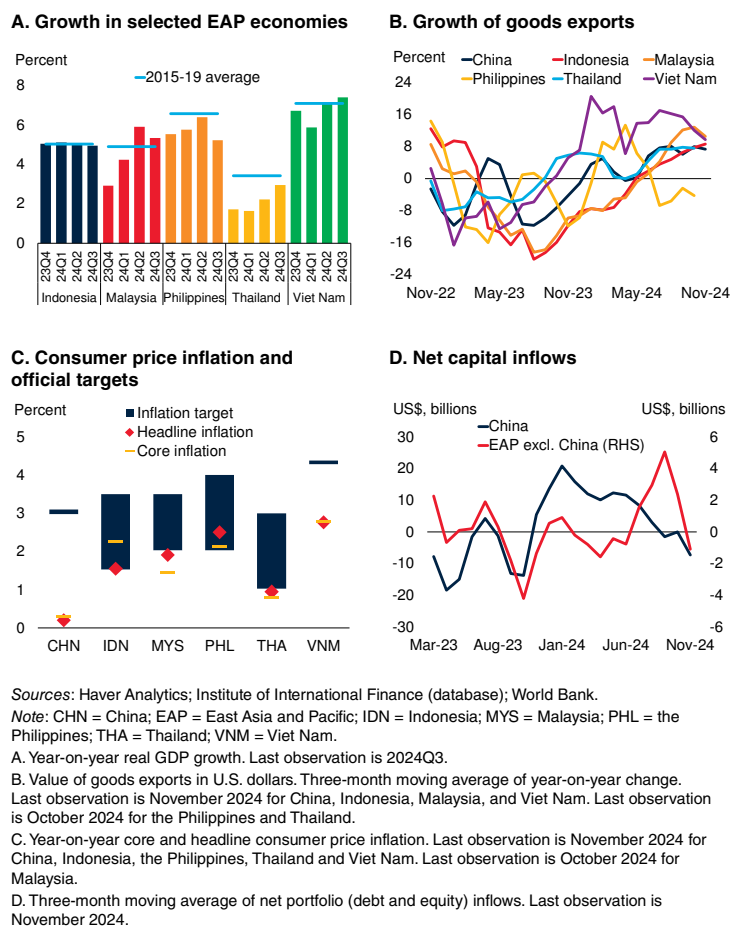 A. Growth in selected EAP economies
Percent
2015-19 average
8
6
4
2
0
23Q4 24Q1 24Q2 24Q3 23Q4 24Q1 24Q2 24Q3 23Q4 24Q1 24Q2 24Q3 23Q4 24Q1 24Q2 24Q3 23Q4 24Q1 24Q2 24Q3
Indonesia Malaysia Philippines Thailand Viet Nam
B. Growth of goods exports
Percent
China Indonesia Malaysia
Philippines Thailand Viet Nam
24
16
8
0
-8
-16
-24
Nov-22 May-23 Nov-23 May-24 Nov-24
C. Consumer price inflation and
official targets
Percent
Inflation target
Headline inflation
Core inflation
5
4
3
2
1
0
CHN IDN MYS PHL THA VNM
D. Net capital inflows
US$, billions US$, billions
China
EAP excl. China (RHS)
30 6
20 4
10 2
0 0
-10 -2
-20 -4
-30 -6
Mar-23 Aug-23 Jan-24 Jun-24 Nov-24
Sources: Haver Analytics; Institute of International Finance (database); World Bank.
Note: CHN = China; EAP = East Asia and Pacific; IDN = Indonesia; MYS = Malaysia; PHL = the
Philippines; THA = Thailand; VNM = Viet Nam.
A. Year-on-year real GDP growth. Last observation is 2024Q3.
B. Value of goods exports in U.S. dollars. Three-month moving average of year-on-year change.
Last observation is November 2024 for China, Indonesia, Malaysia, and Viet Nam. Last observation
is October 2024 for the Philippines and Thailand.
C. Year-on-year core and headline consumer price inflation. Last observation is November 2024 for
China, Indonesia, the Philippines, Thailand and Viet Nam. Last observation is October 2024 for
Malaysia.
D. Three-month moving average of net portfolio (debt and equity) inflows. Last observation is
November 2024.